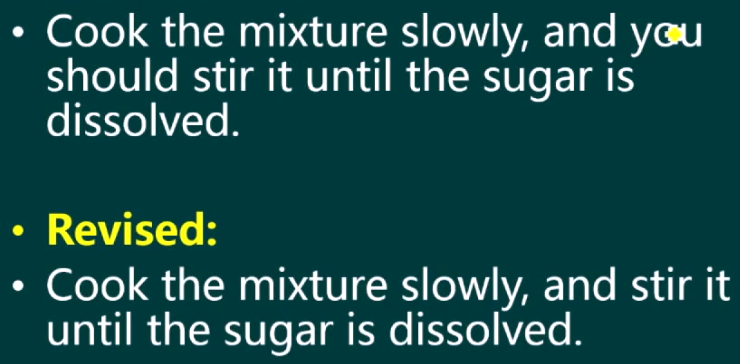 • Cook the mixture slowly, and you
should stir it until the sugar is
dissolved.
• Revised:
• Cook the mixture slowly, and stir it
until the sugar is dissolved.